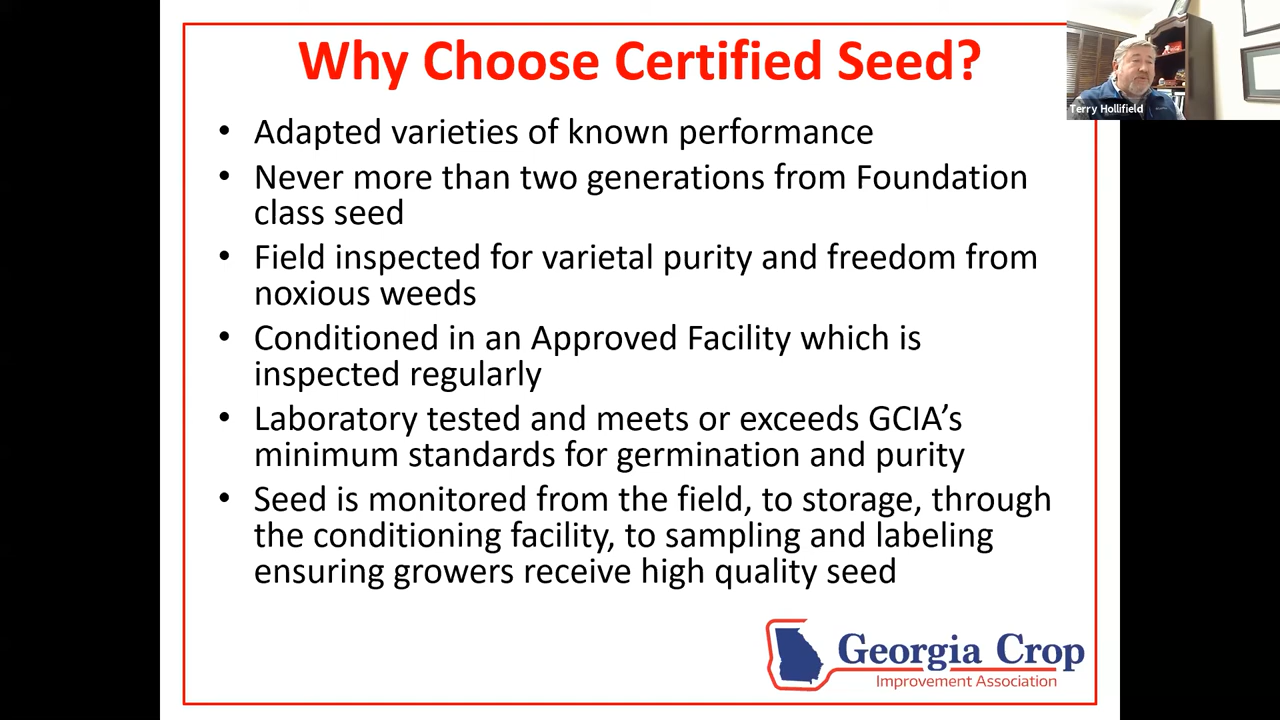 Why Choose Certified Seed?
Terry Hollifield
• Adapted varieties of known performance
• Never more than two generations from Foundation
class seed
• Field inspected for varietal purity and freedom from
noxious weeds
• Conditioned in an Approved Facility which is
inspected regularly
• Laboratory tested and meets or exceeds GCIA’s
minimum standards for germination and purity
• Seed is monitored from the field, to storage, through
the conditioning facility, to sampling and labeling
ensuring growers receive high quality seed
Georgia Crop
Improvement Association